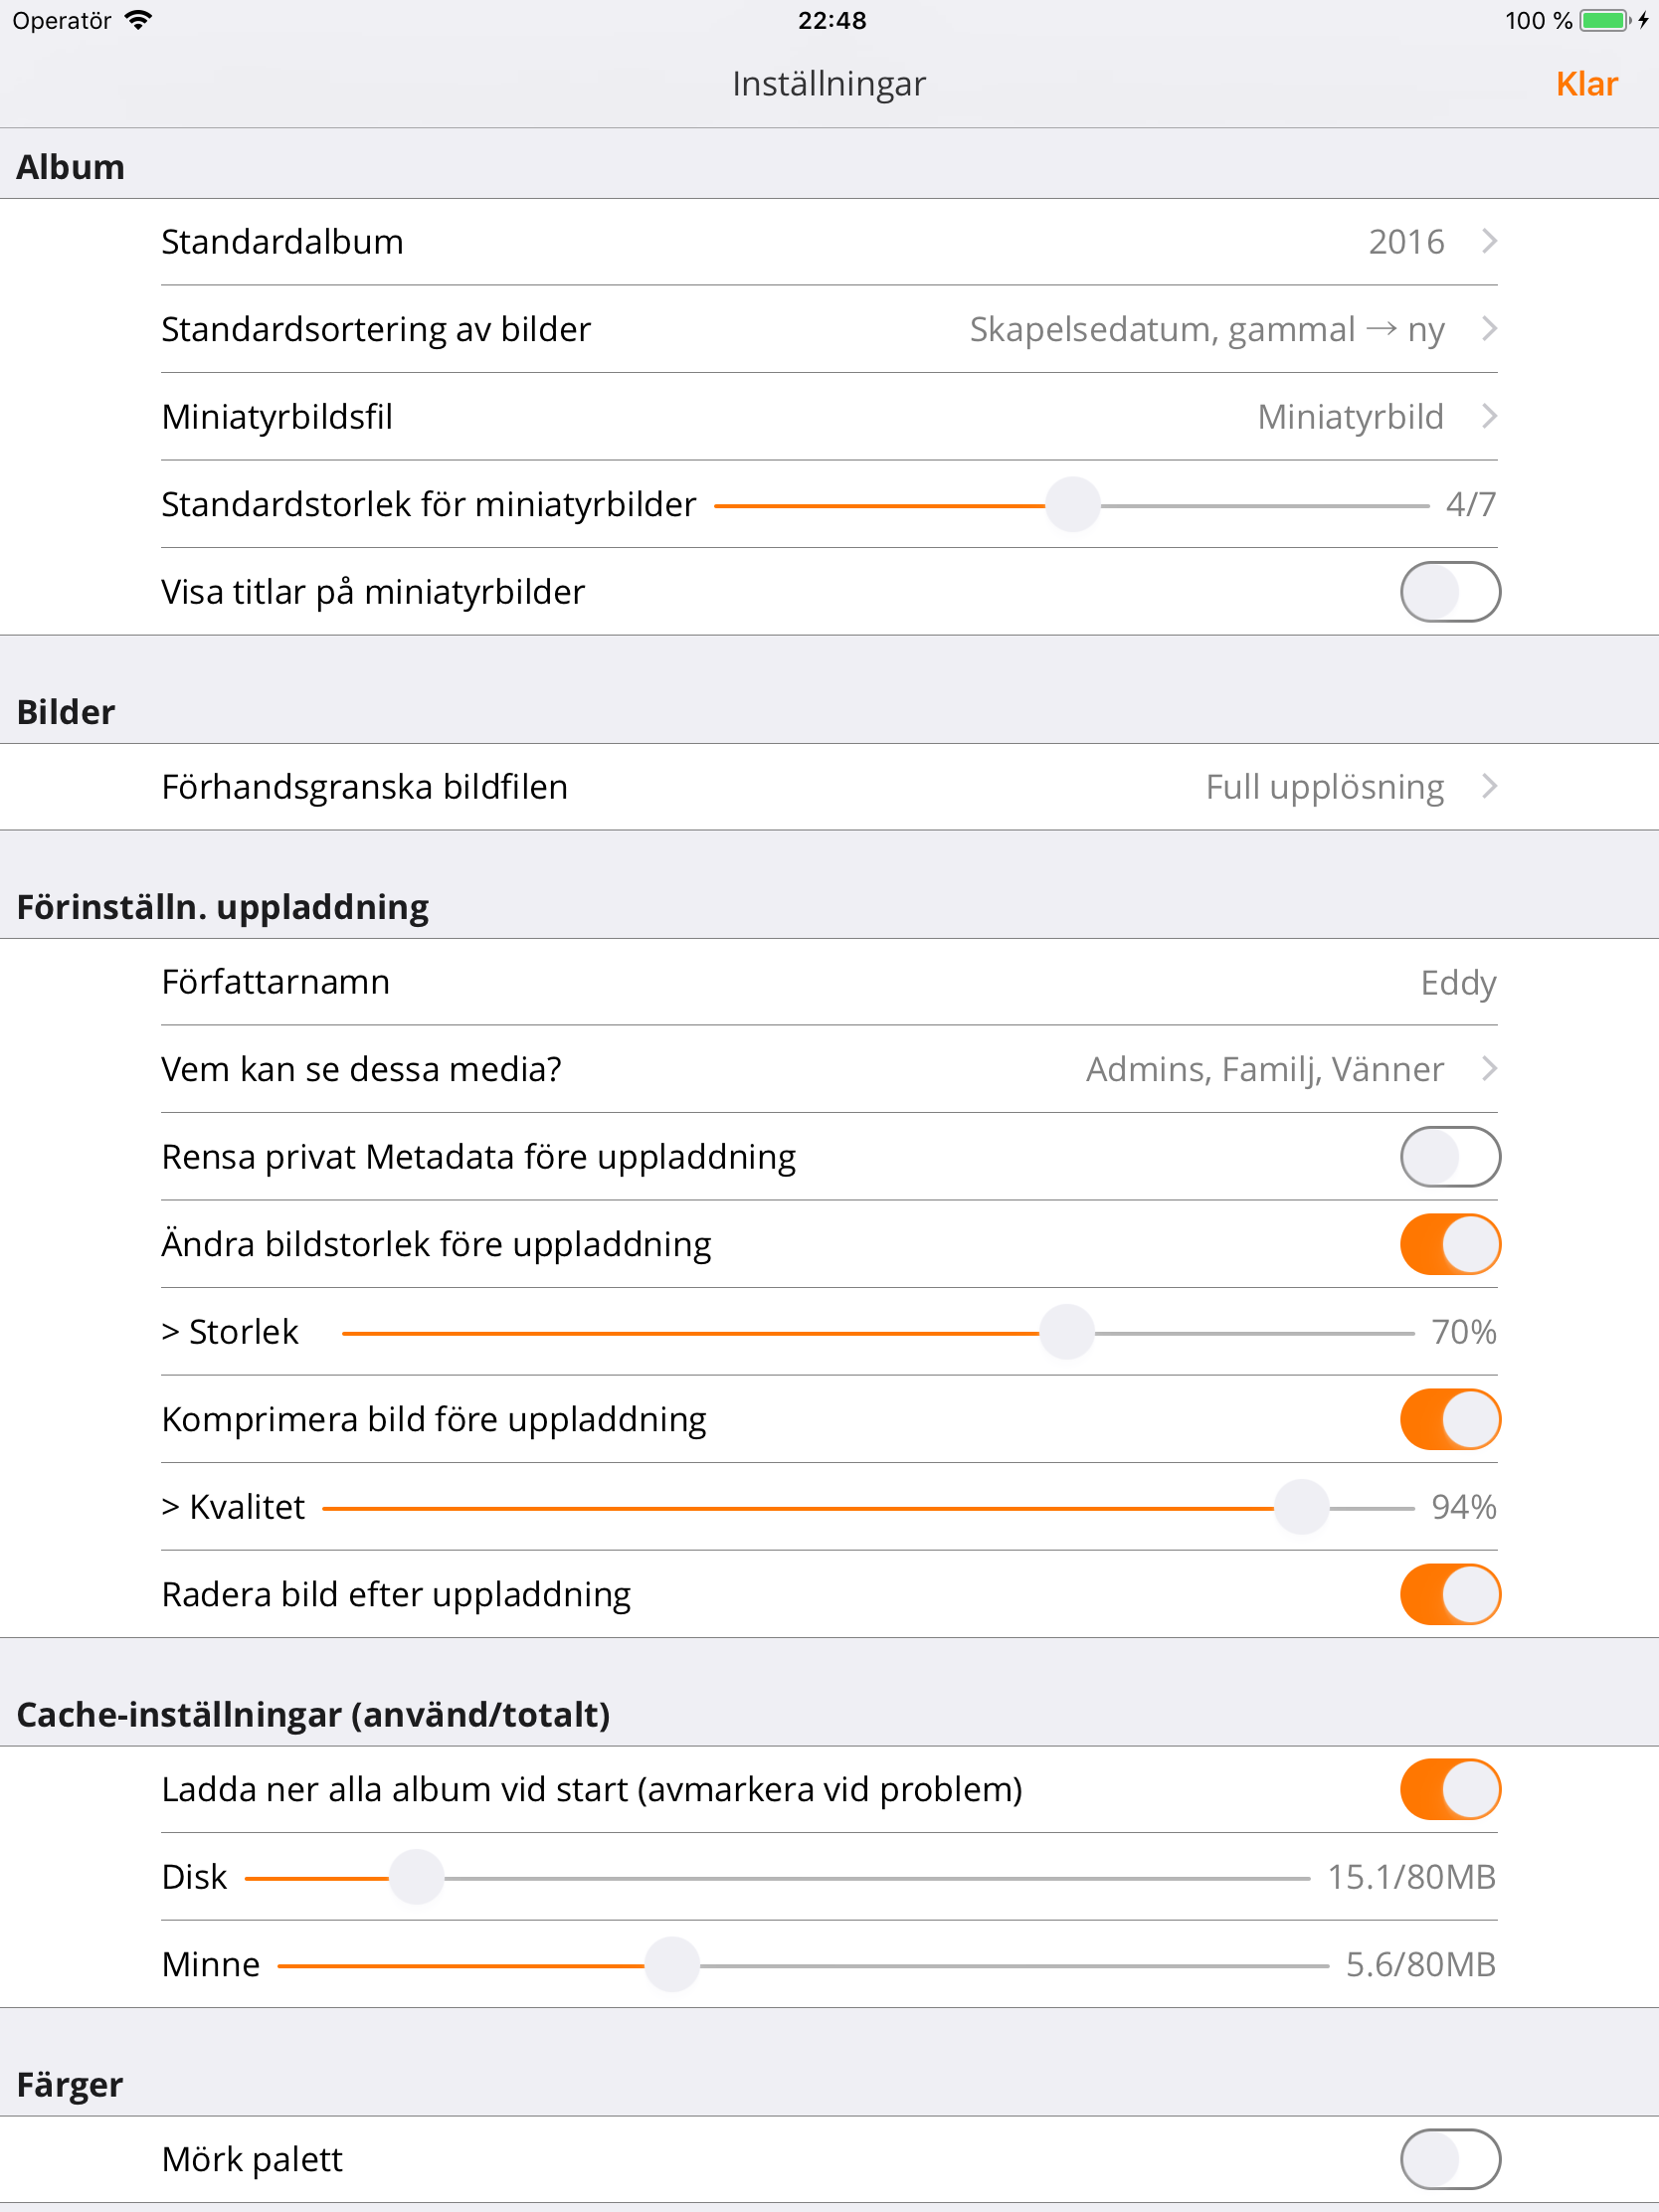 Operatör 22:48 100 %
Inställningar Klar
Album
Standardalbum 2016
Standardsortering av bilder Skapelsedatum, gammal → ny
Miniatyrbildsfil Miniatyrbild
Standardstorlek för miniatyrbilder 4/7
Visa titlar på miniatyrbilder
Bilder
Förhandsgranska bildfilen Full upplösning
Förinställn. uppladdning
Författarnamn Eddy
Vem kan se dessa media? Admins, Familj, Vänner
Rensa privat Metadata före uppladdning
Ändra bildstorlek före uppladdning
> Storlek 70%
Komprimera bild före uppladdning
> Kvalitet 94%
Radera bild efter uppladdning
Cache-inställningar (använd/totalt)
Ladda ner alla album vid start (avmarkera vid problem)
Disk 15.1/80MB
Minne 5.6/80MB
Färger
Mörk palett